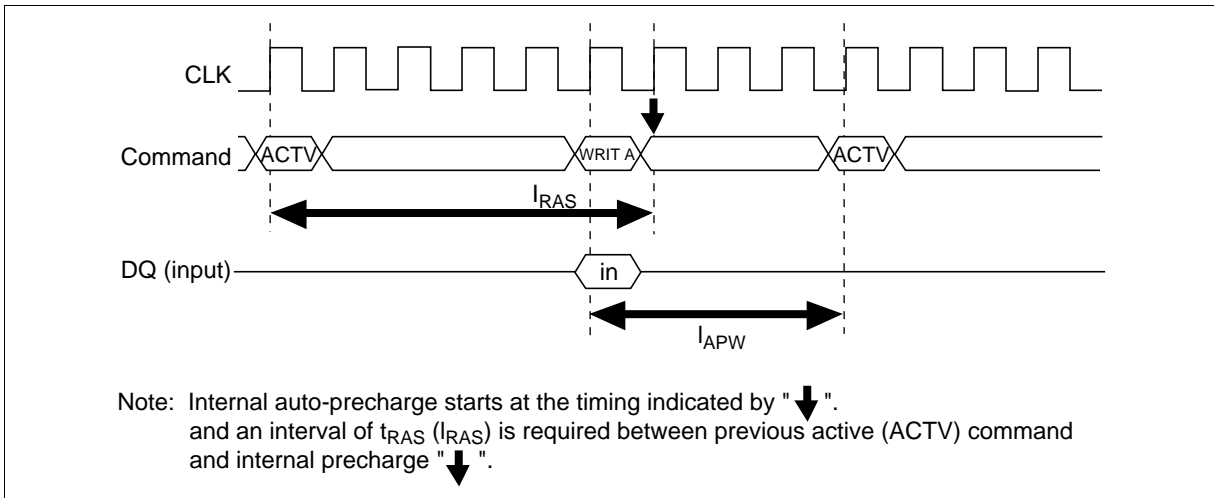 CLK
Command ACTV WRIT A ACTV
lRAS
DQ (input) in
lAPW
Note: Internal auto-precharge starts at the timing indicated by " ".
and an interval of tRAS (lRAS) is required between previous active (ACTV) command
and internal precharge " ".